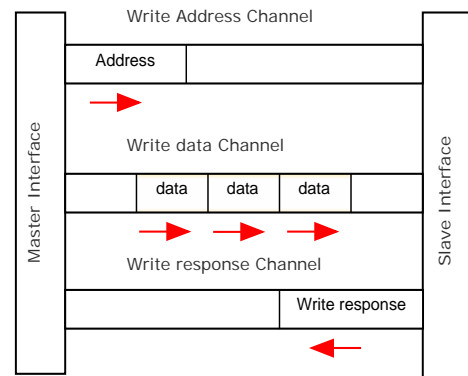 Write Address Channel
Address
Master Interface
Slave Interface
Write data Channel
data data data
Write response Channel
Write response